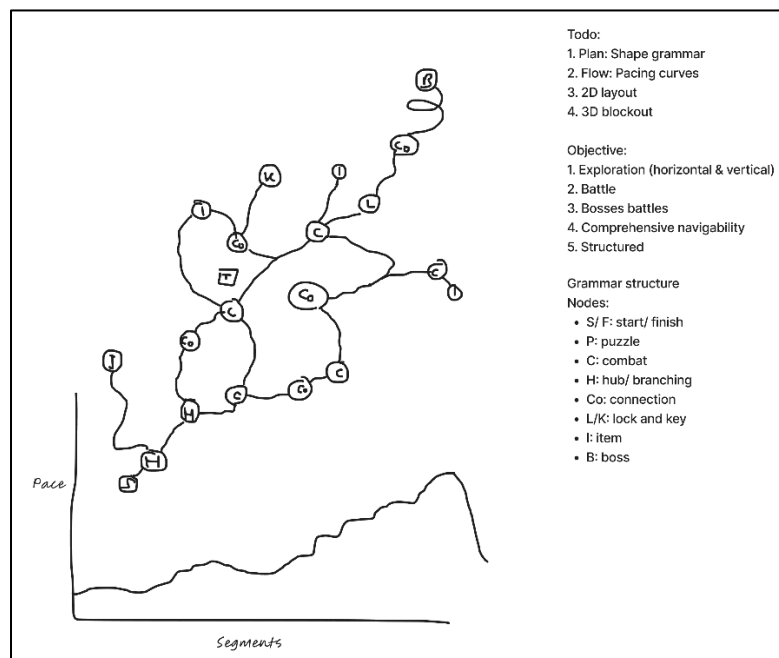 Todo:
1. Plan: Shape grammar
2. Flow: Pacing curves
3. 2D layout
4. 3D blockout
Objective:
1. Exploration (horizontal & vertical)
2. Battle
3. Bosses battles
4. Comprehensive navigability
5. Structured
Grammar structure
Nodes:
• S/ F: start/ finish
• P: puzzle
• C: combat
• H: hub/ branching
• Co: connection
• L/K: lock and key
• I: item
• B: boss
B
Co
K
I
I
L
Co
C
I
C
Co
I
C
Co
I
C
Co
H
C
H
S
Pace
Segments